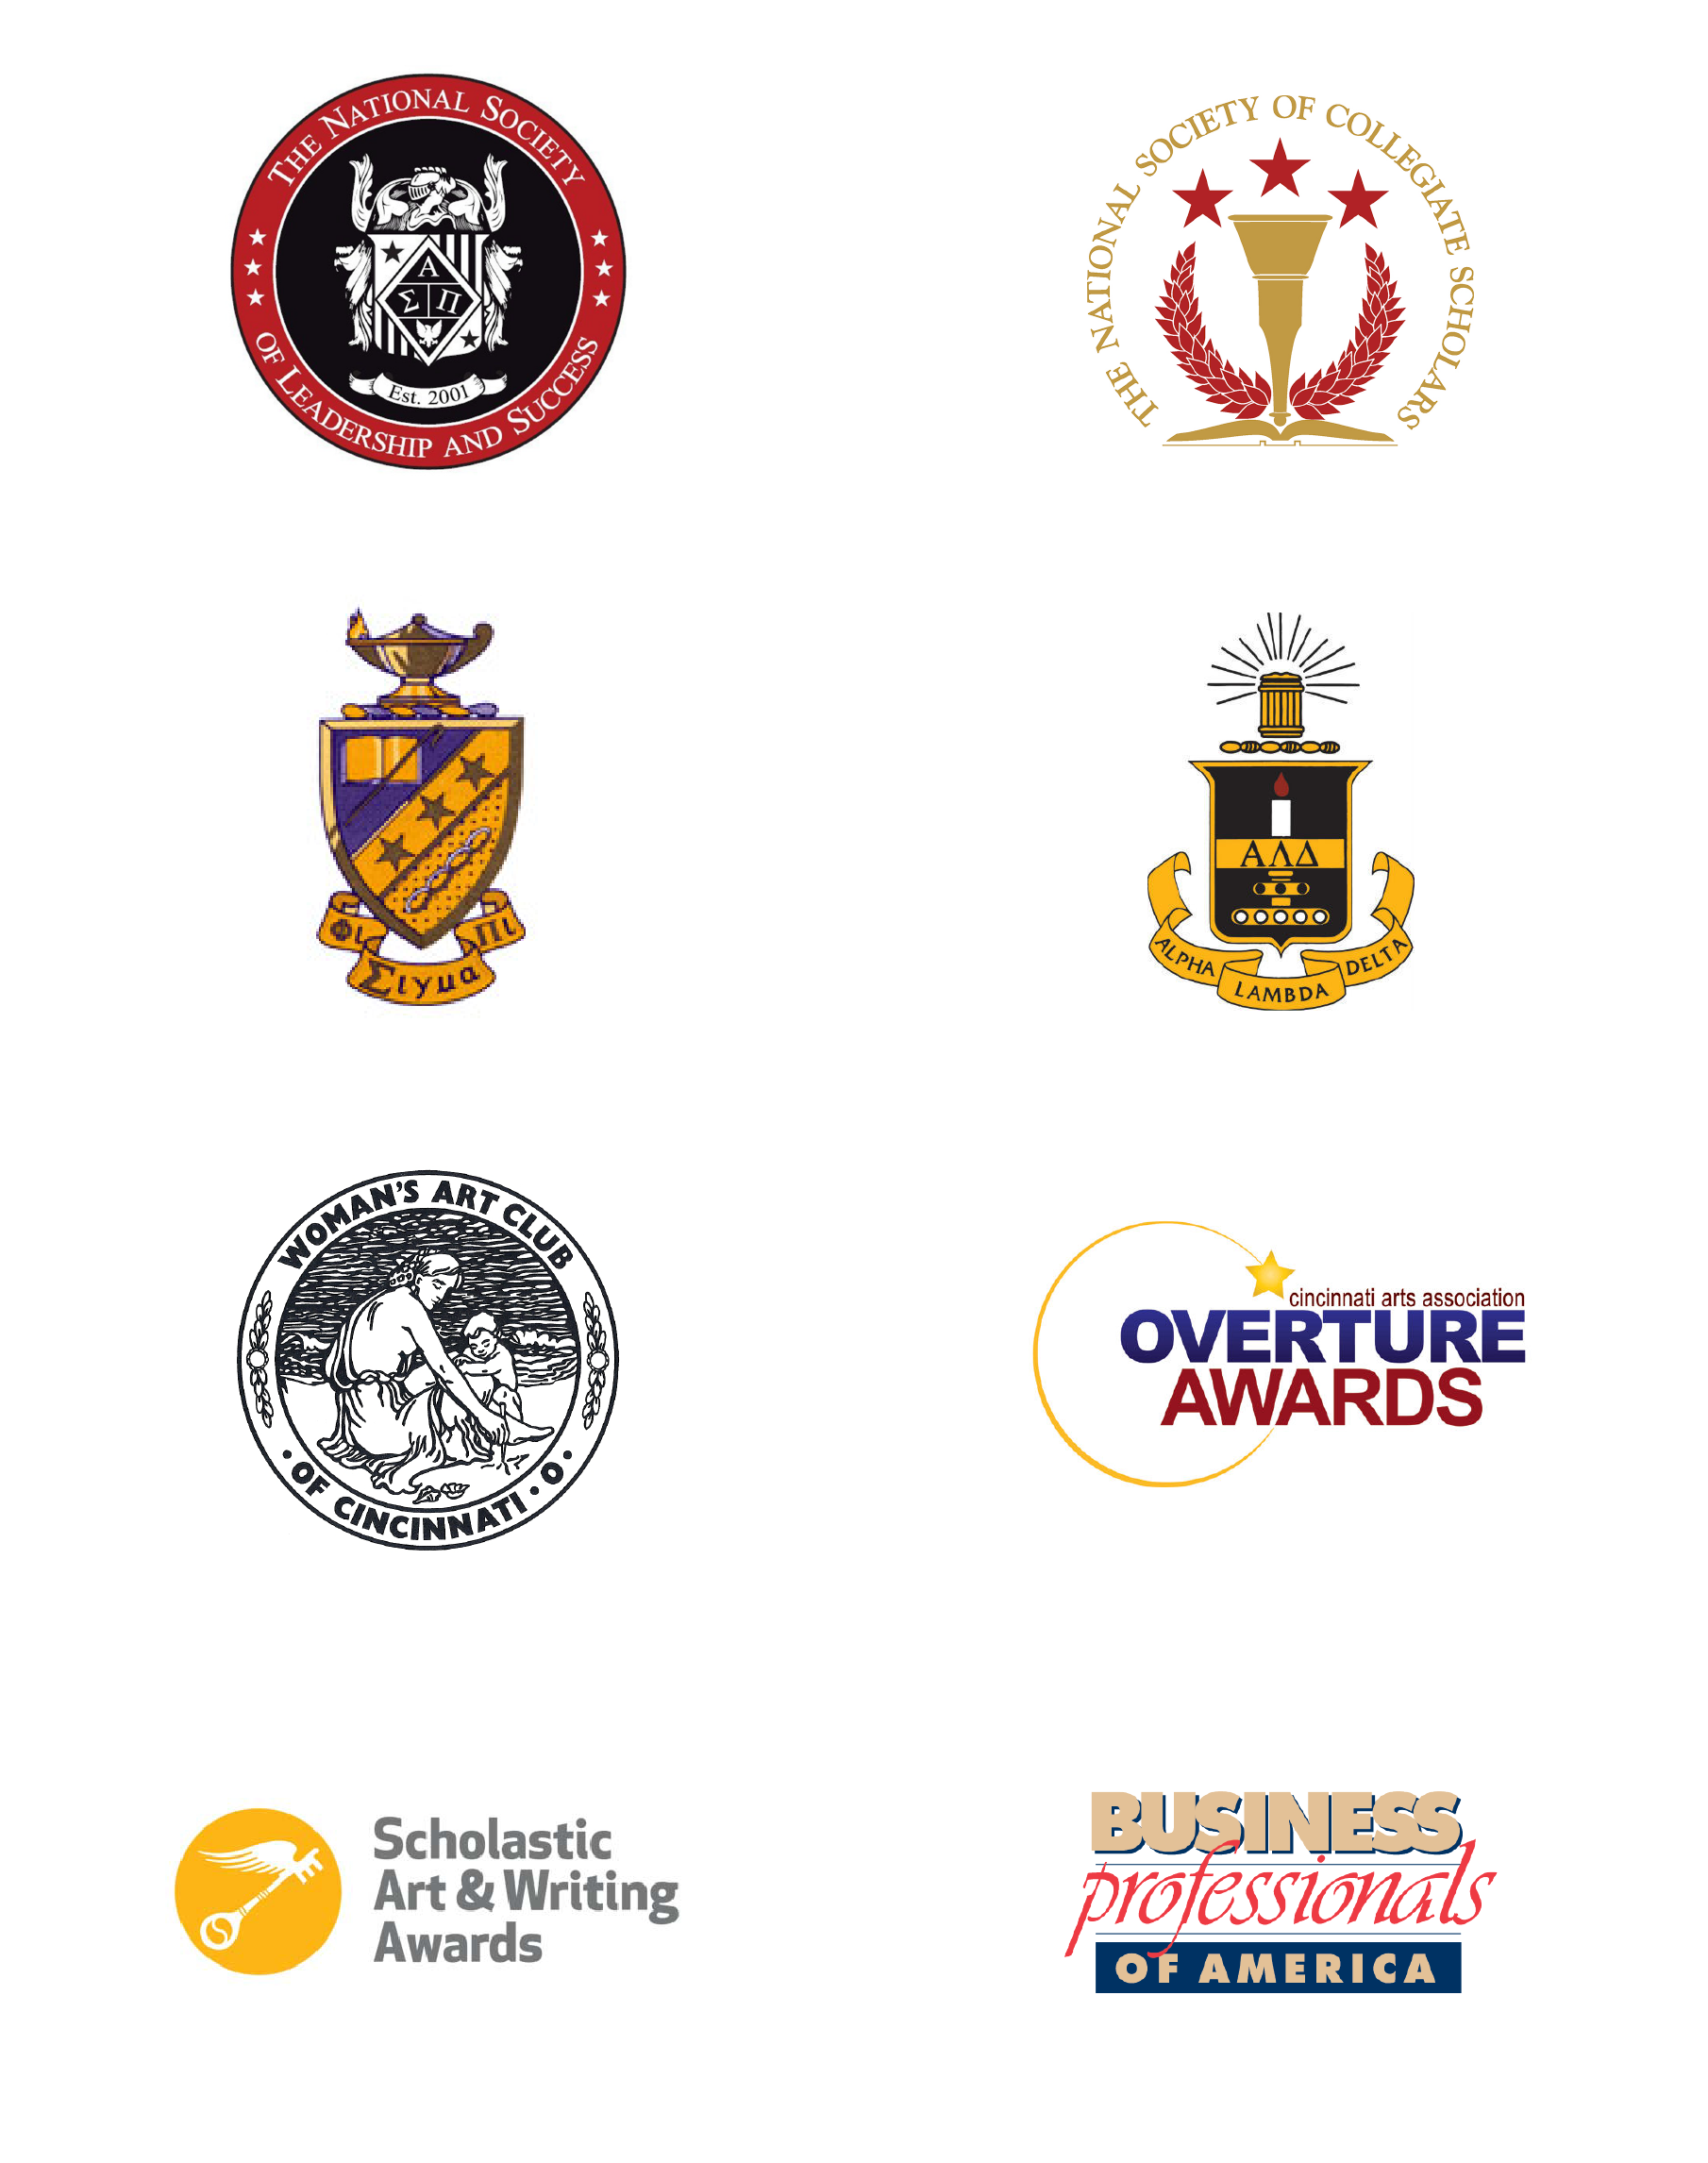 THE NATIONAL SOCIETY
Α
Σ Π
Est. 2001
OF LEADERSHIP AND SUCCESS
THE NATIONAL SOCIETY OF COLLEGIATE SCHOLARS
Φι Σιγμα Πι
ΑΛΔ
ALPHA LAMBDA DELTA
WOMAN'S ART CLUB
• OF CINCINNATI • O •
cincinnati arts association
OVERTURE
AWARDS
Scholastic
Art & Writing
Awards
BUSINESS
professionals
OF AMERICA